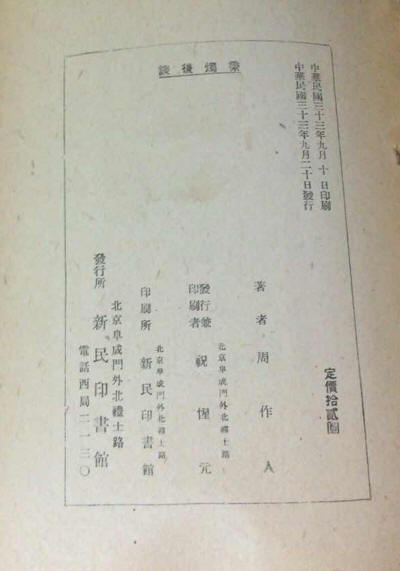 秉燭後談
中華民國三十三年九月十日印刷
中華民國三十三年九月二十日發行
定價拾貳圓
著者 周作人
北京阜成門外北禮士路
發行兼印刷者 祝惺元
北京阜成門外北禮士路
印刷所 新民印書館
北京阜成門外北禮士路
發行所 新民印書館
電話西局二一三〇